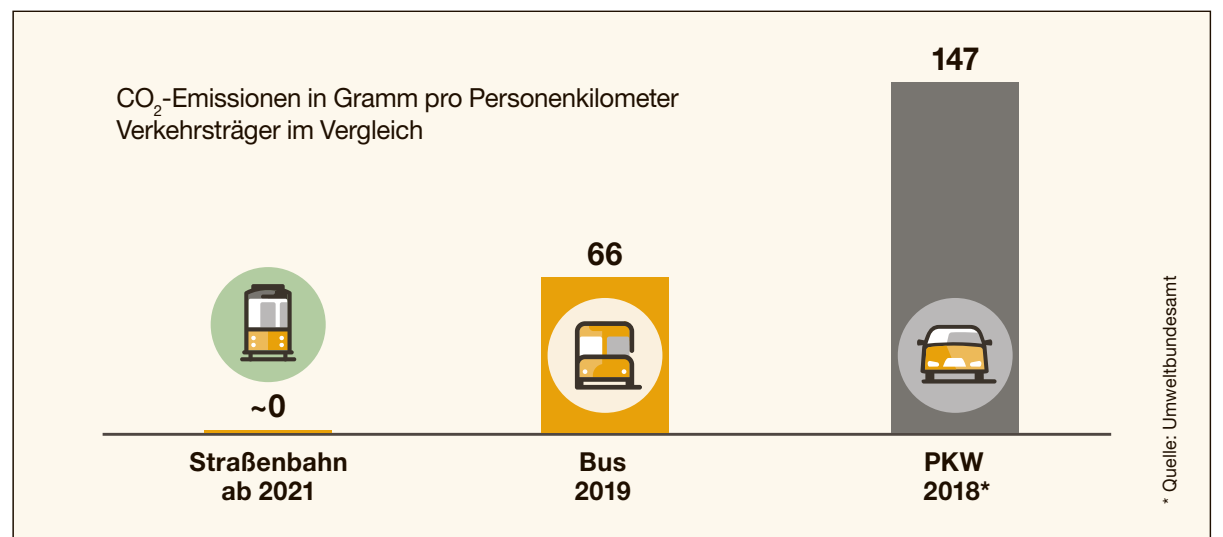 CO₂-Emissionen in Gramm pro Personenkilometer
Verkehrsträger im Vergleich
~0
66
147
Straßenbahn
ab 2021
Bus
2019
PKW
2018*
* Quelle: Umweltbundesamt